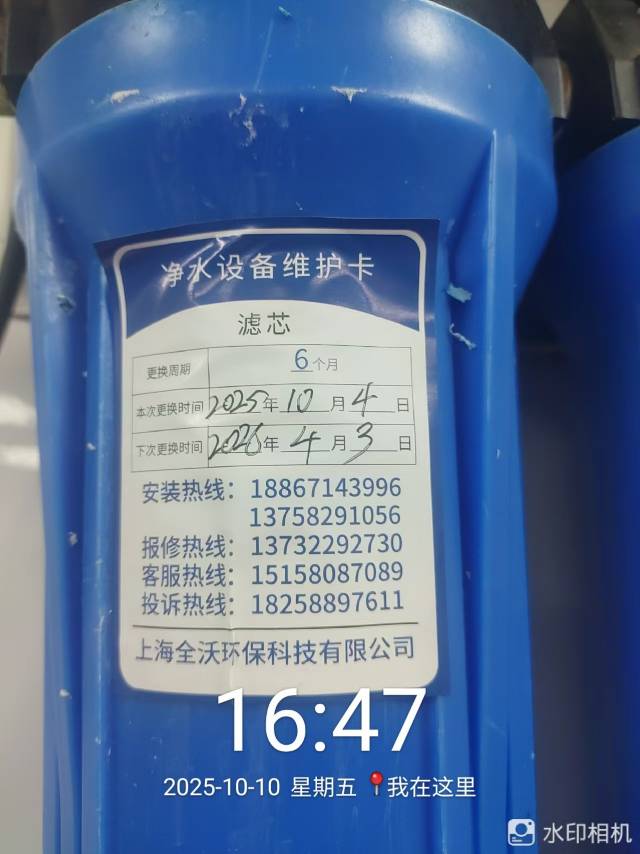 净水设备维护卡
滤芯
更换周期 6个月
本次更换时间 2025年10月4日
下次更换时间 2026年4月3日
安装热线：18867143996
13758291056
报修热线：13732292730
客服热线：15158087089
投诉热线：18258897611
上海全沃环保科技有限公司
16:47
2025-10-10 星期五 📍我在这里
水印相机